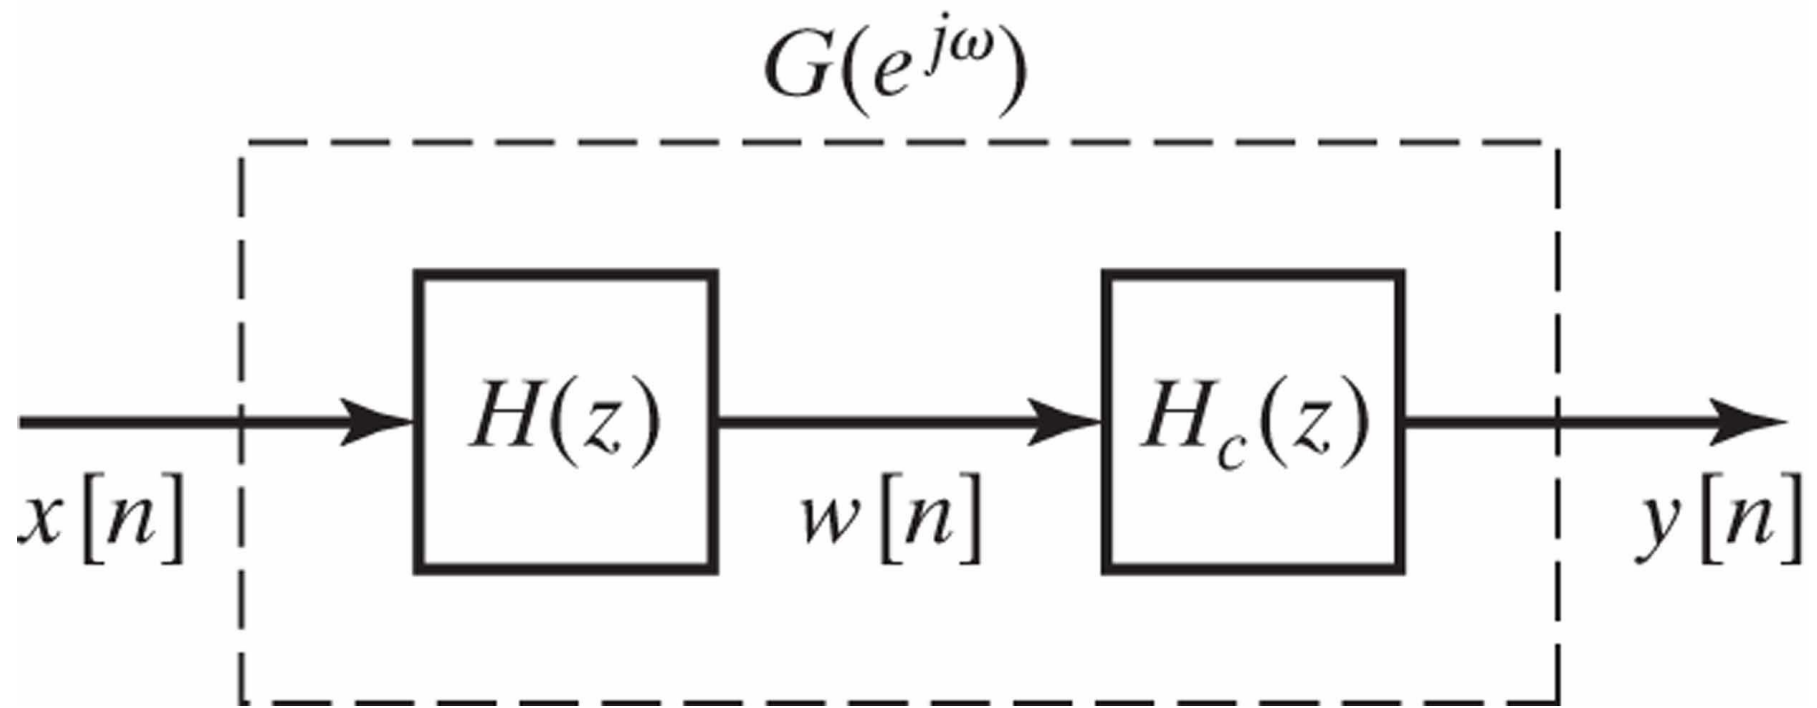 G(e^{jω})
H(z)
H_c(z)
x[n]
w[n]
y[n]